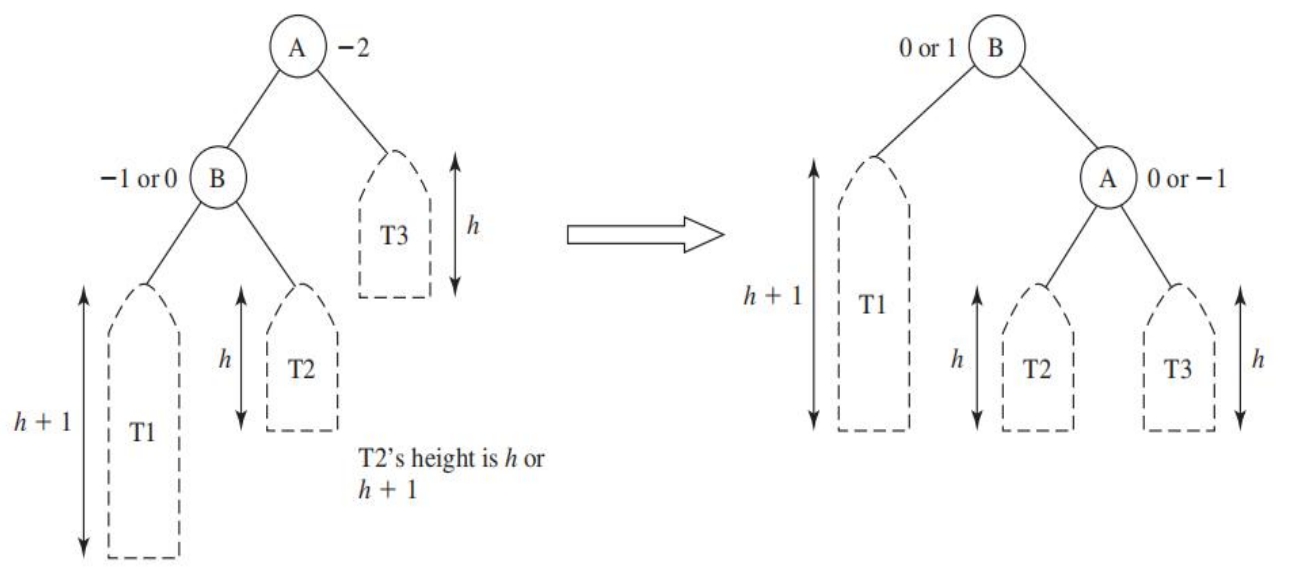 A −2
−1 or 0 B
T3 h
h + 1 T1
h T2
T2's height is h or
h + 1
0 or 1 B
A 0 or −1
h + 1 T1
h T2
T3 h